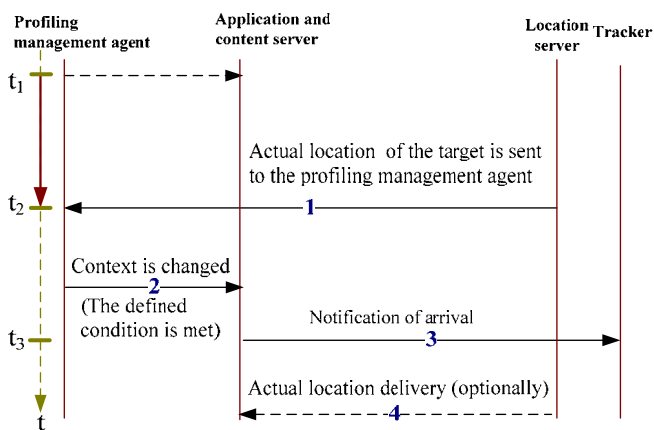 Profiling
management agent
Application and
content server
Location
server
Tracker
t1
Actual location of the target is sent
to the profiling management agent
t2
1
Context is changed
2
(The defined
condition is met)
Notification of arrival
t3
3
Actual location delivery (optionally)
4
t